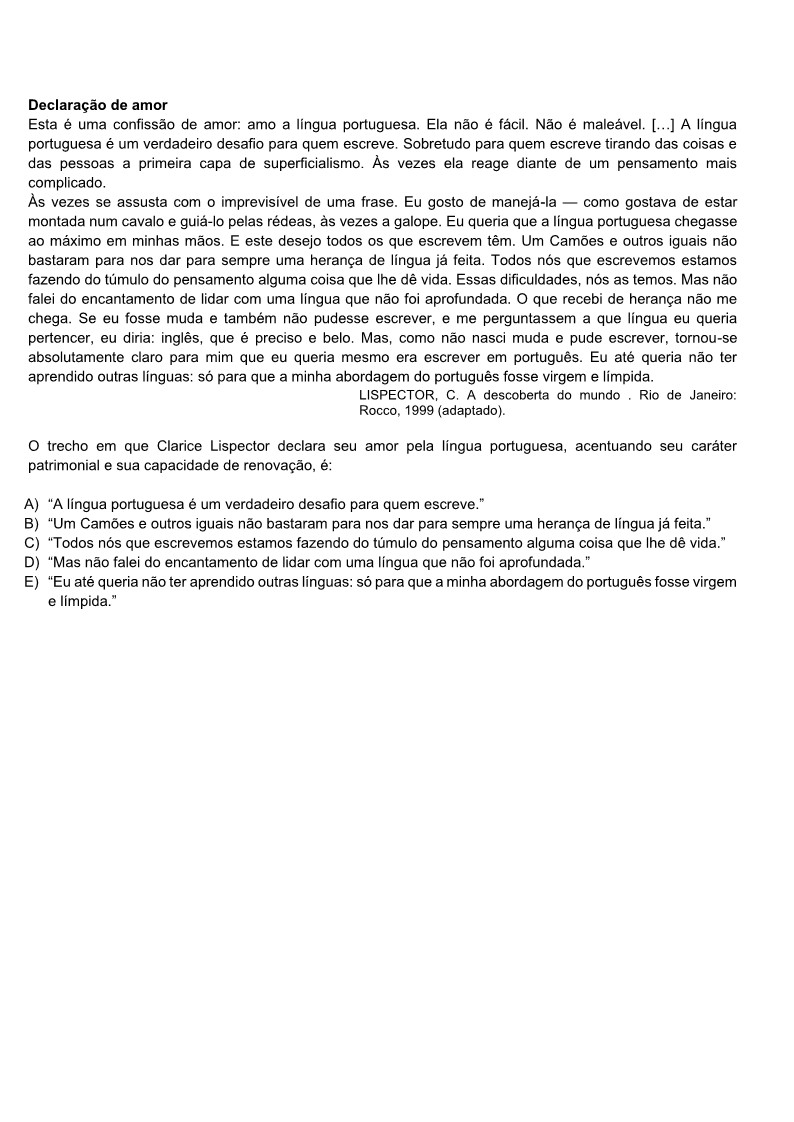 Declaração de amor
Esta é uma confissão de amor: amo a língua portuguesa. Ela não é fácil. Não é maleável. […] A língua
portuguesa é um verdadeiro desafio para quem escreve. Sobretudo para quem escreve tirando das coisas e
das pessoas a primeira capa de superficialismo. Às vezes ela reage diante de um pensamento mais
complicado.
Às vezes se assusta com o imprevisível de uma frase. Eu gosto de manejá-la — como gostava de estar
montada num cavalo e guiá-lo pelas rédeas, às vezes a galope. Eu queria que a língua portuguesa chegasse
ao máximo em minhas mãos. E este desejo todos os que escrevem têm. Um Camões e outros iguais não
bastaram para nos dar para sempre uma herança de língua já feita. Todos nós que escrevemos estamos
fazendo do túmulo do pensamento alguma coisa que lhe dê vida. Essas dificuldades, nós as temos. Mas não
falei do encantamento de lidar com uma língua que não foi aprofundada. O que recebi de herança não me
chega. Se eu fosse muda e também não pudesse escrever, e me perguntassem a que língua eu queria
pertencer, eu diria: inglês, que é preciso e belo. Mas, como não nasci muda e pude escrever, tornou-se
absolutamente claro para mim que eu queria mesmo era escrever em português. Eu até queria não ter
aprendido outras línguas: só para que a minha abordagem do português fosse virgem e límpida.
LISPECTOR, C. A descoberta do mundo . Rio de Janeiro:
Rocco, 1999 (adaptado).
O trecho em que Clarice Lispector declara seu amor pela língua portuguesa, acentuando seu caráter
patrimonial e sua capacidade de renovação, é:
A) “A língua portuguesa é um verdadeiro desafio para quem escreve.”
B) “Um Camões e outros iguais não bastaram para nos dar para sempre uma herança de língua já feita.”
C) “Todos nós que escrevemos estamos fazendo do túmulo do pensamento alguma coisa que lhe dê vida.”
D) “Mas não falei do encantamento de lidar com uma língua que não foi aprofundada.”
E) “Eu até queria não ter aprendido outras línguas: só para que a minha abordagem do português fosse virgem
e límpida.”